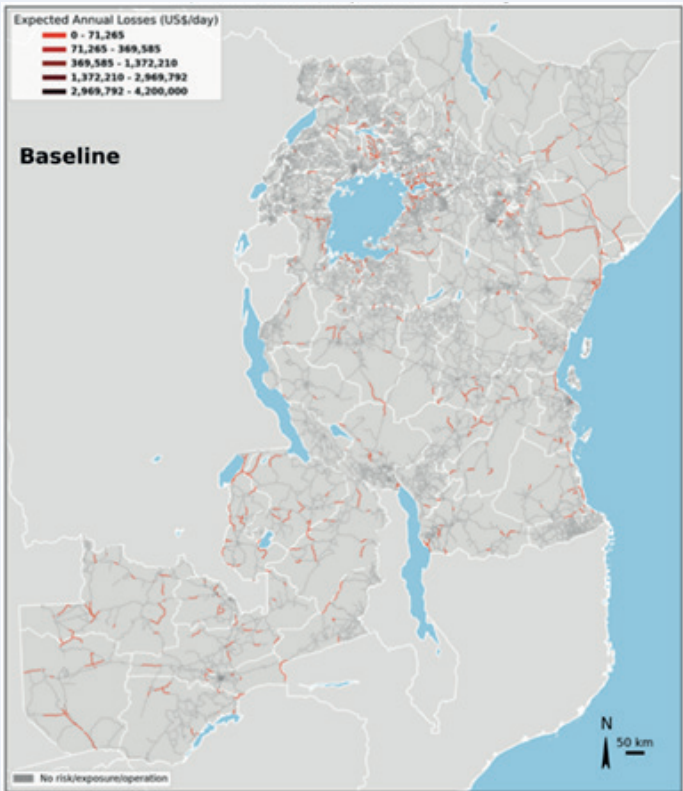 Expected Annual Losses (US$/day)
0 - 71,265
71,265 - 369,585
369,585 - 1,372,210
1,372,210 - 2,969,792
2,969,792 - 4,200,000
Baseline
N
50 km
No risk/exposure/operation